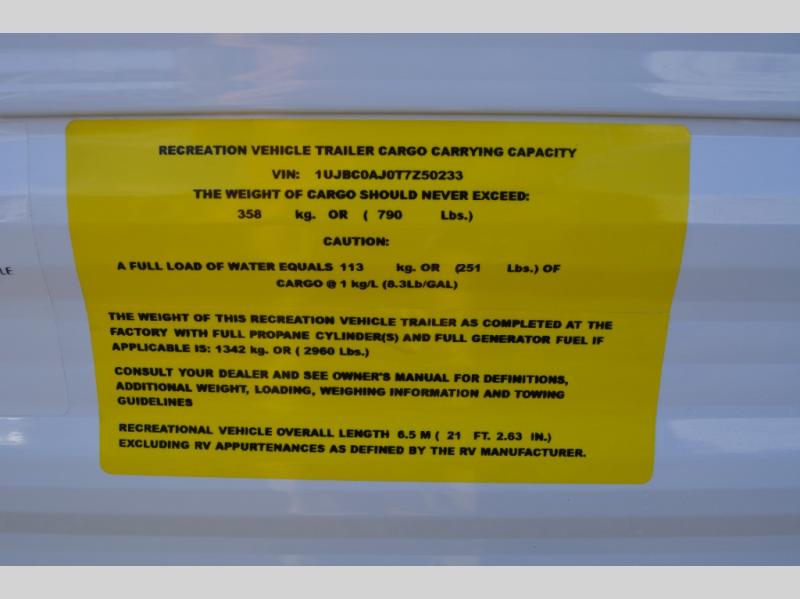 RECREATION VEHICLE TRAILER CARGO CARRYING CAPACITY
VIN: 1UJBC0AJ0T7Z50233
THE WEIGHT OF CARGO SHOULD NEVER EXCEED:
358 kg. OR ( 790 Lbs.)
CAUTION:
A FULL LOAD OF WATER EQUALS 113 kg. OR (251 Lbs.) OF
CARGO @ 1 kg/L (8.3Lb/GAL)
THE WEIGHT OF THIS RECREATION VEHICLE TRAILER AS COMPLETED AT THE
FACTORY WITH FULL PROPANE CYLINDER(S) AND FULL GENERATOR FUEL IF
APPLICABLE IS: 1342 kg. OR ( 2960 Lbs.)
CONSULT YOUR DEALER AND SEE OWNER'S MANUAL FOR DEFINITIONS,
ADDITIONAL WEIGHT, LOADING, WEIGHING INFORMATION AND TOWING
GUIDELINES
RECREATIONAL VEHICLE OVERALL LENGTH 6.5 M ( 21 FT. 2.63 IN.)
EXCLUDING RV APPURTENANCES AS DEFINED BY THE RV MANUFACTURER.
LE